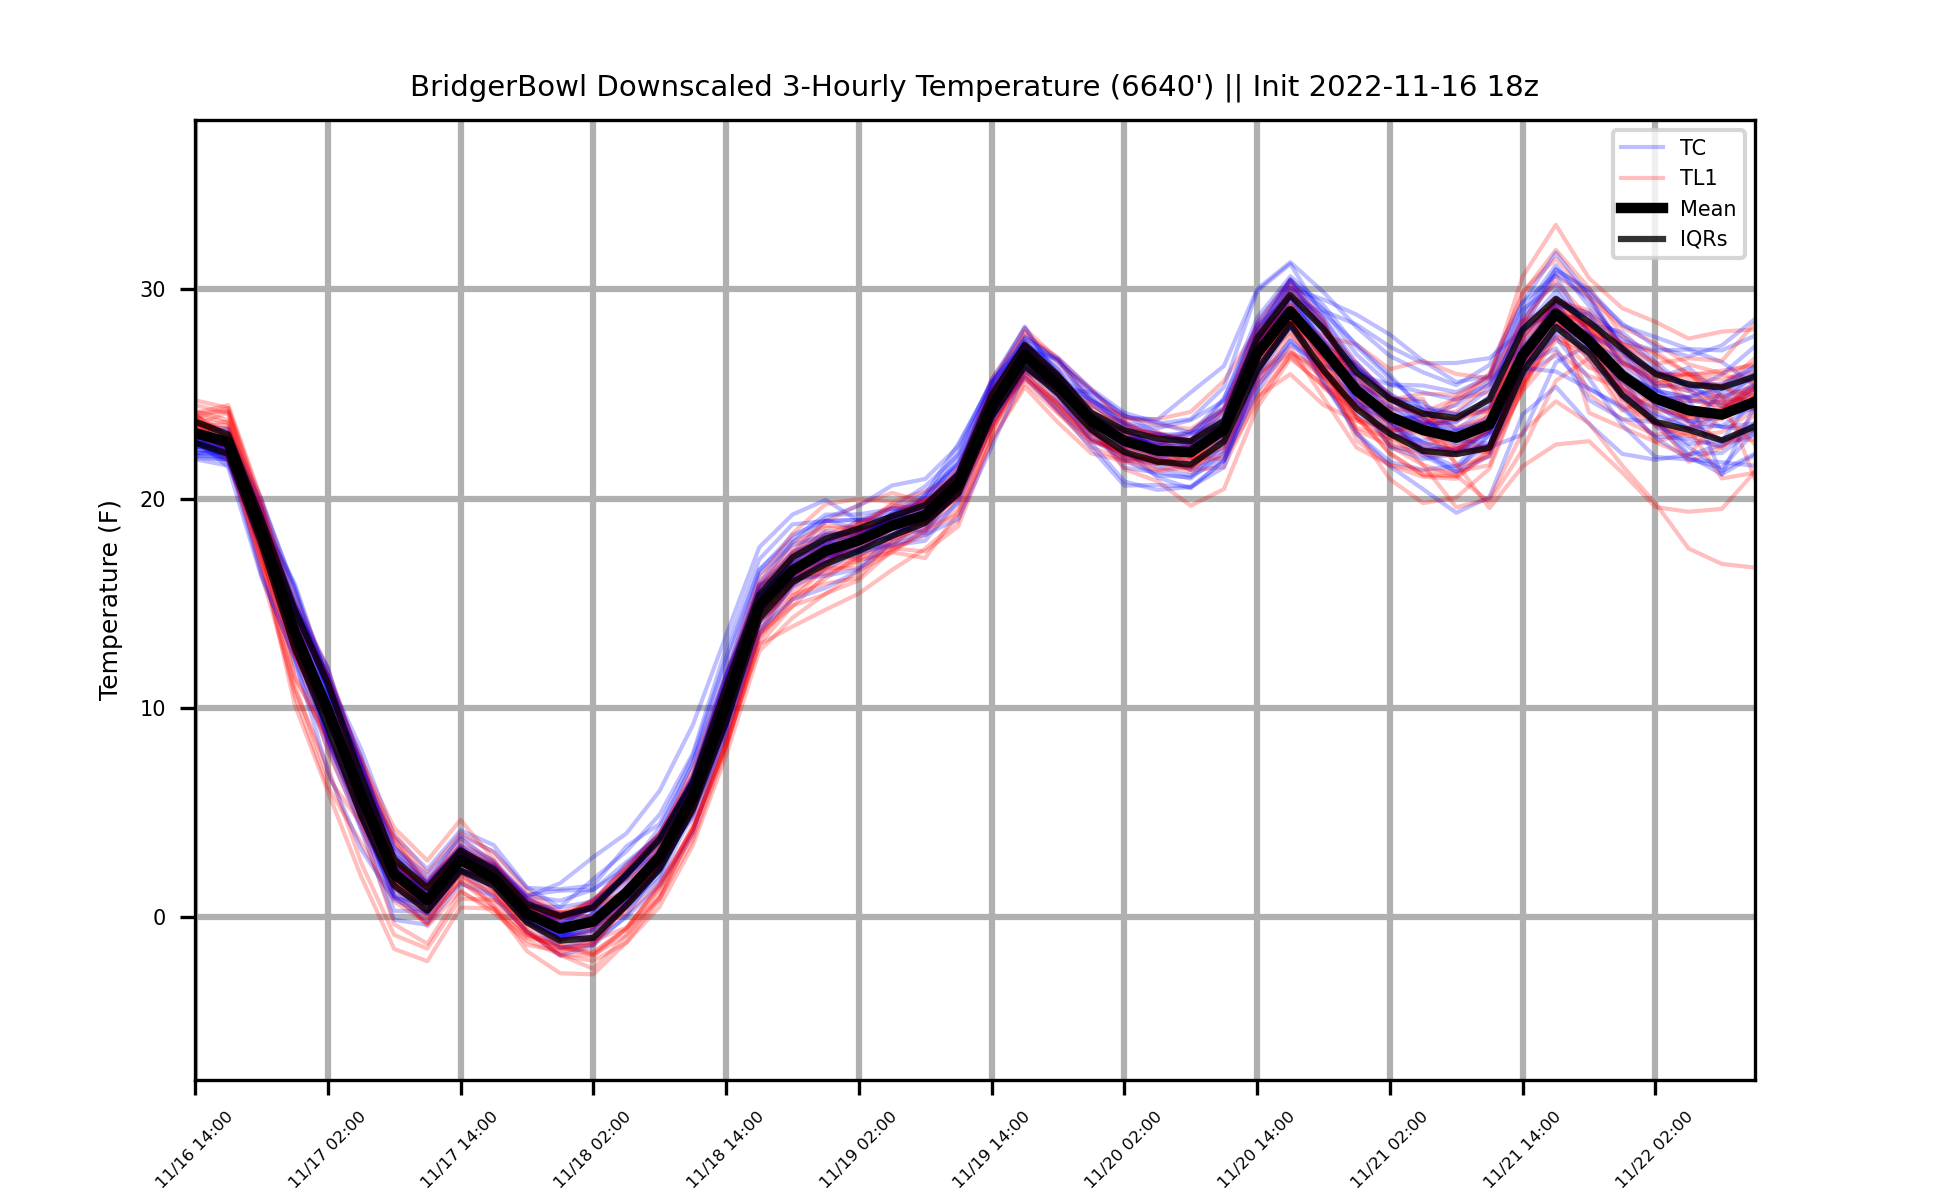 BridgerBowl Downscaled 3-Hourly Temperature (6640') || Init 2022-11-16 18z
TC
TL1
Mean
IQRs
Temperature (F)
30
20
10
0
11/16 14:00
11/17 02:00
11/17 14:00
11/18 02:00
11/18 14:00
11/19 02:00
11/19 14:00
11/20 02:00
11/20 14:00
11/21 02:00
11/21 14:00
11/22 02:00